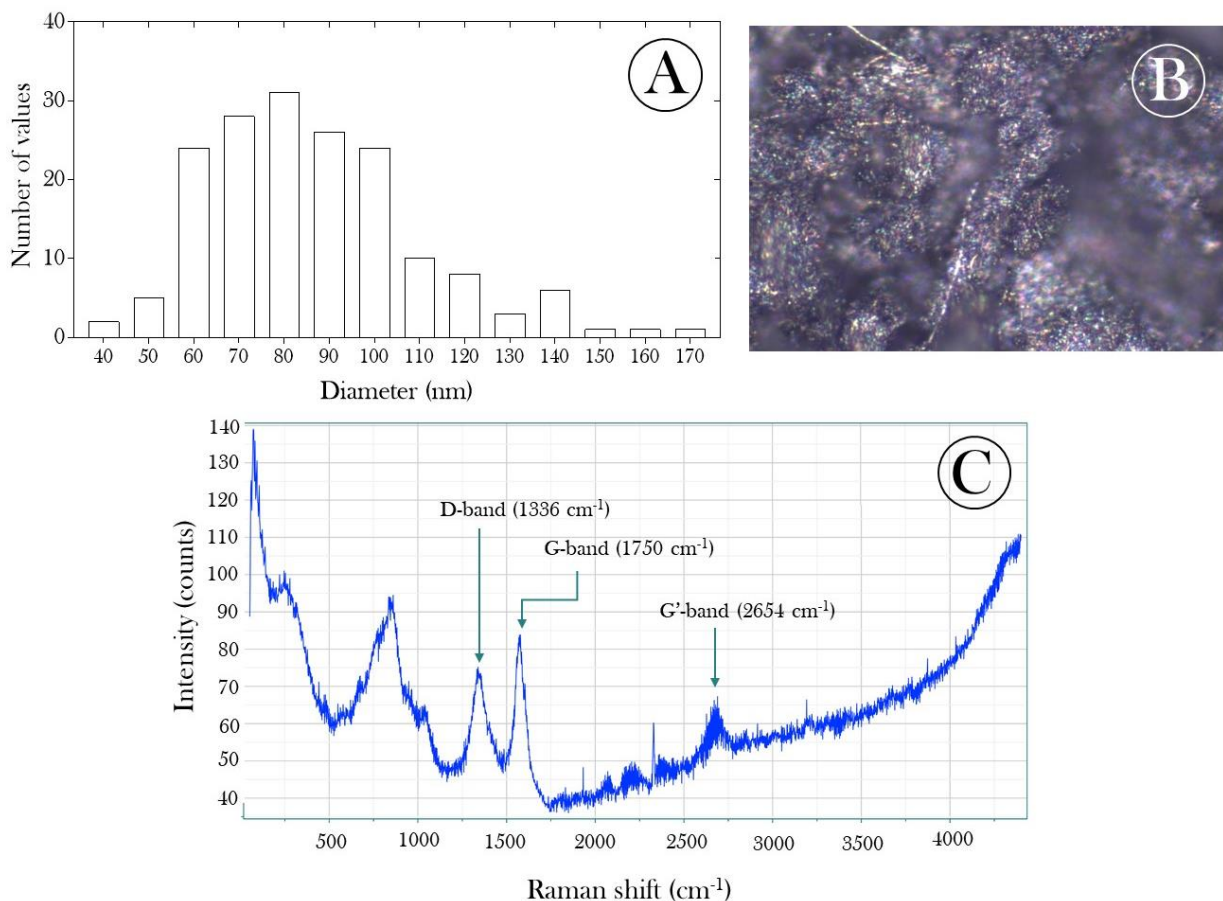 A
Number of values
40
30
20
10
0
40 50 60 70 80 90 100 110 120 130 140 150 160 170
Diameter (nm)
B
C
Intensity (counts)
140
130
120
110
100
90
80
70
60
50
40
D-band (1336 cm⁻¹)
G-band (1750 cm⁻¹)
G’-band (2654 cm⁻¹)
500 1000 1500 2000 2500 3000 3500 4000
Raman shift (cm⁻¹)